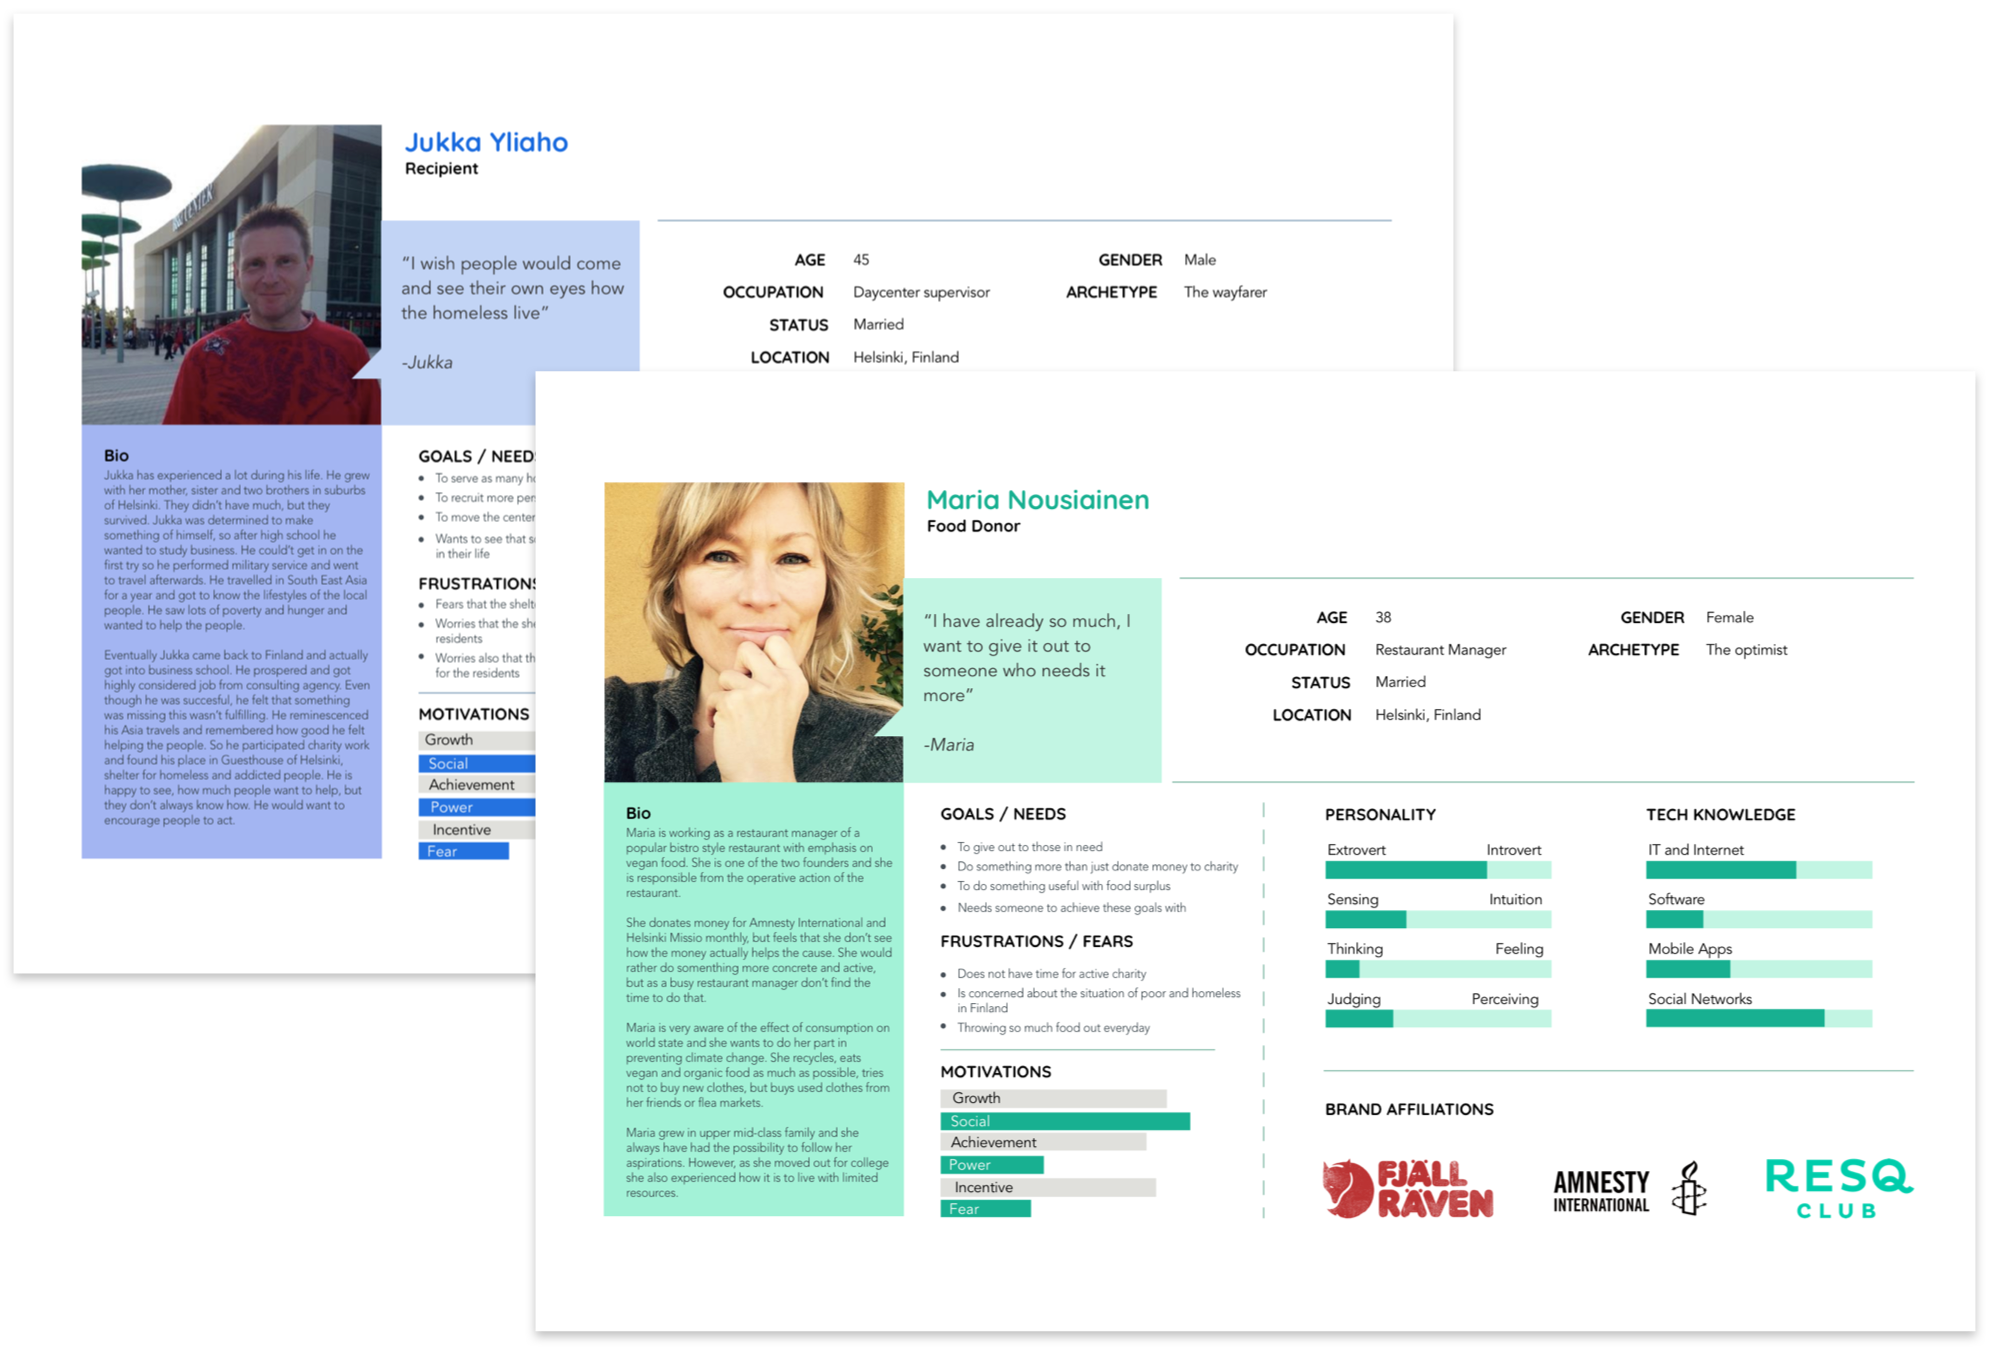 Jukka Yliaho
Recipient
“I wish people would come
and see their own eyes how
the homeless live”
-Jukka
AGE 45
OCCUPATION Daycenter supervisor
STATUS Married
LOCATION Helsinki, Finland
GENDER Male
ARCHETYPE The wayfarer
Bio
Jukka has experienced a lot during his life. He grew
with her mother, sister and two brothers in suburbs
of Helsinki. They didn't have much, but they
survived. Jukka was determined to make
something of himself, so after high school he
wanted to study business. He could't get in on the
first try so he performed military service and went
to travel afterwards. He travelled in South East Asia
for a year and got to know the lifestyles of the local
people. He saw lots of poverty and hunger and
wanted to help the people.
Eventually Jukka came back to Finland and actually
got into business school. He prospered and got
highly considered job from consulting agency. Even
though he was succesful, he felt that something
was missing this wasn't fulfilling. He reminescenced
his Asia travels and remembered how good he felt
helping the people. So he participated charity work
and found his place in Guesthouse of Helsinki,
shelter for homeless and addicted people. He is
happy to see, how much people want to help, but
they don't always know how. He would want to
encourage people to act.
GOALS / NEED
To serve as many
To recruit more
To move the center
Wants to see that
in their life
FRUSTRATIONS
Fears that the
Worries that the
residents
Worries also that
for the residents
MOTIVATIONS
Growth
Social
Achievement
Power
Incentive
Fear
Maria Nousiainen
Food Donor
“I have already so much, I
want to give it out to
someone who needs it
more”
-Maria
AGE 38
OCCUPATION Restaurant Manager
STATUS Married
LOCATION Helsinki, Finland
GENDER Female
ARCHETYPE The optimist
Bio
Maria is working as a restaurant manager of a
popular bistro style restaurant with emphasis on
vegan food. She is one of the two founders and she
is responsible from the operative action of the
restaurant.
She donates money for Amnesty International and
Helsinki Missio monthly, but feels that she don't see
how the money actually helps the cause. She would
rather do somenthing more concrete and active,
but as a busy restaurant manager don't find the
time to do that.
Maria is very aware of the effect of consumption on
world state and she wants to do her part in
preventing climate change. She recycles, eats
vegan and organic food as much as possible, tries
not to buy new clothes, but buys used clothes from
her friends or flea markets.
Maria grew in upper mid-class family and she
always have had the possibility to follow her
aspirations. However, as she moved out for college
she also experienced how it is to live with limited
resources.
GOALS / NEEDS
To give out to those in need
Do something more than just donate money to charity
To do something useful with food surplus
Needs someone to achieve these goals with
FRUSTRATIONS / FEARS
Does not have time for active charity
Is concerned about the situation of poor and homeless
in Finland
Throwing so much food out everyday
MOTIVATIONS
Growth
Social
Achievement
Power
Incentive
Fear
PERSONALITY
Extrovert Introvert
Sensing Intuition
Thinking Feeling
Judging Perceiving
TECH KNOWLEDGE
IT and Internet
Software
Mobile Apps
Social Networks
BRAND AFFILIATIONS
FJÄLL
RÄVEN
AMNESTY
INTERNATIONAL
RESQ
CLUB